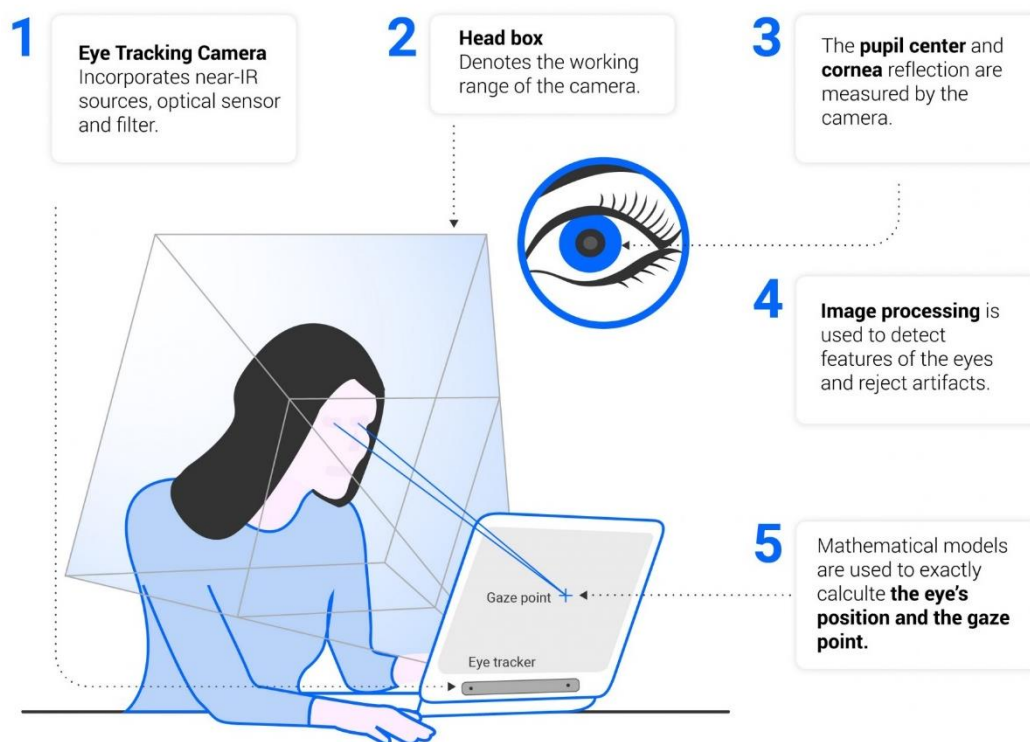 1
Eye Tracking Camera
Incorporates near-IR
sources, optical sensor
and filter.
2
Head box
Denotes the working
range of the camera.
3
The pupil center and
cornea reflection are
measured by the
camera.
4
Image processing is
used to detect
features of the eyes
and reject artifacts.
5
Mathematical models
are used to exactly
calculte the eye's
position and the gaze
point.
Gaze point
Eye tracker